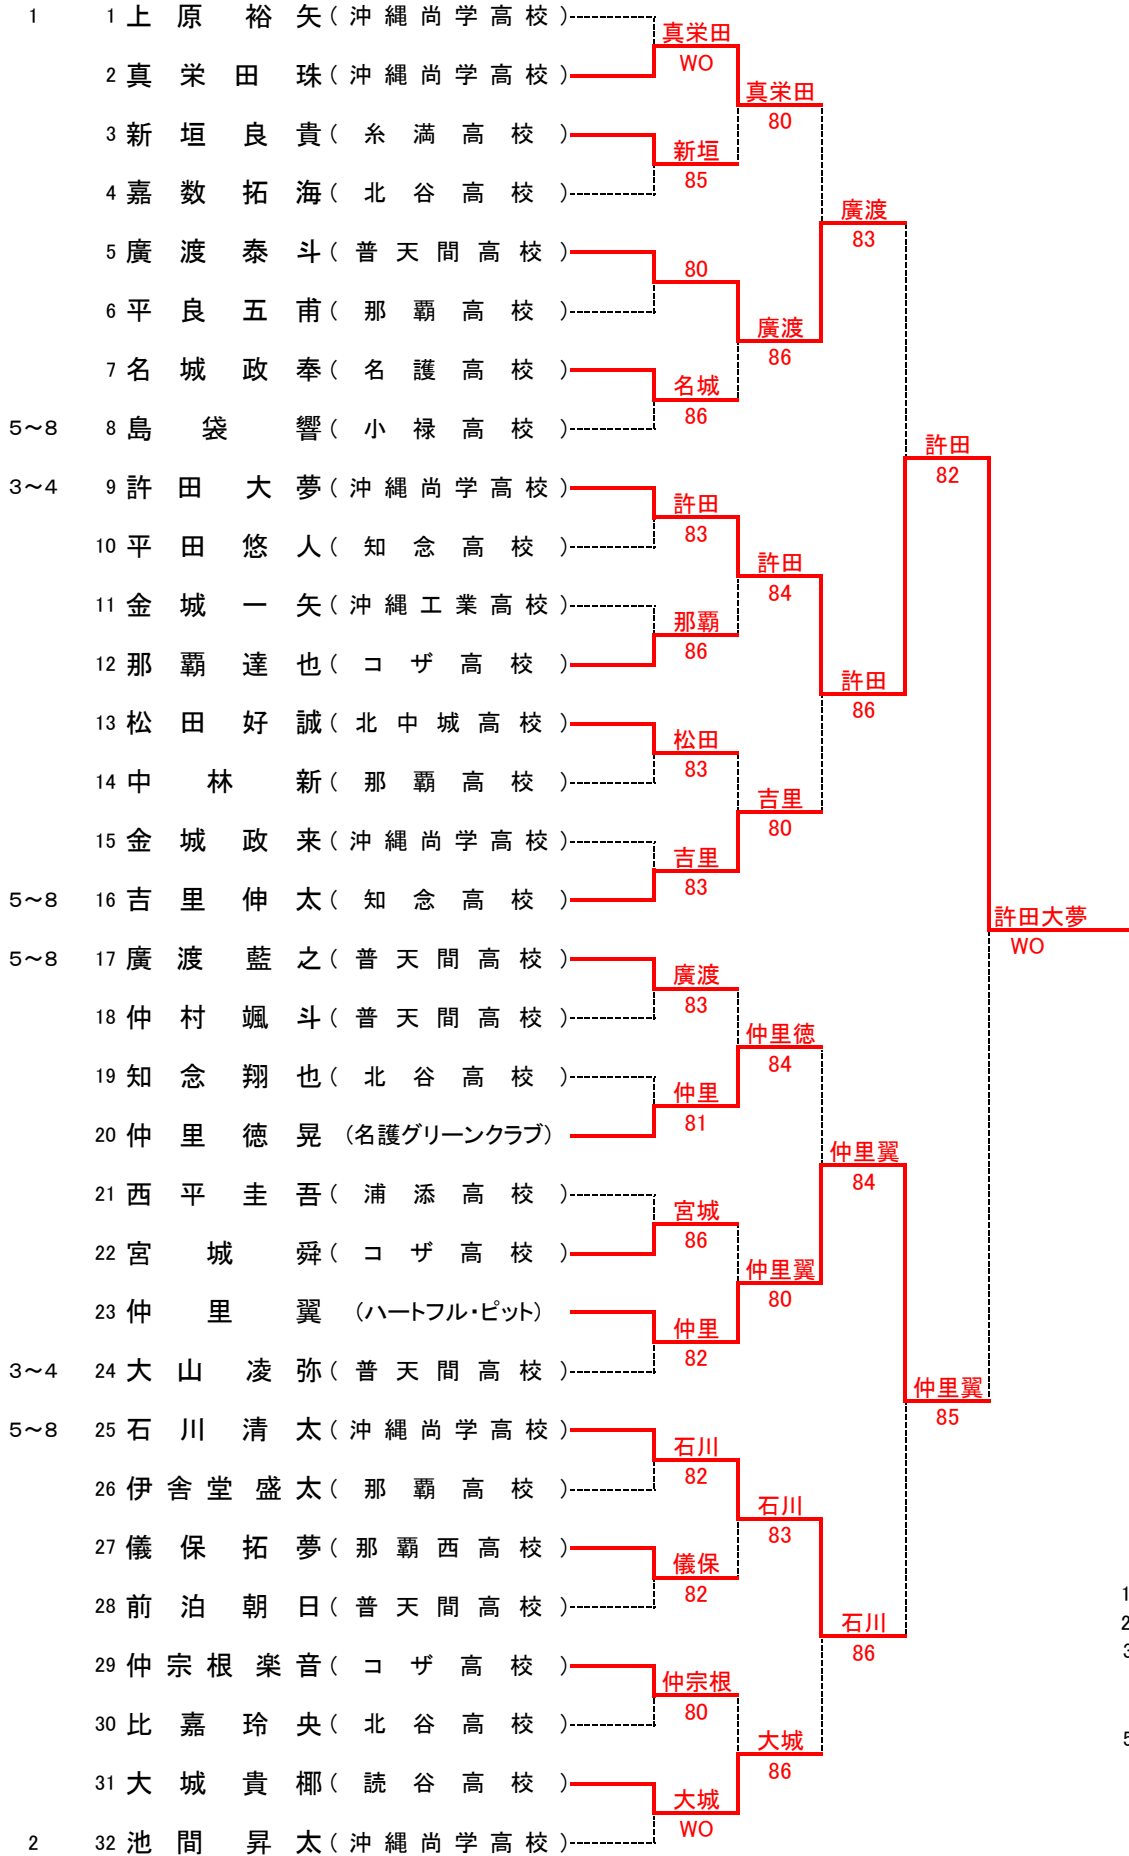 1 1 上原裕矢(沖縄尚学高校)
真栄田
WO
2 真栄田珠(沖縄尚学高校)
真栄田
80
3 新垣良貴(糸満高校)
新垣
85
4 嘉数拓海(北谷高校)
廣渡
83
5 廣渡泰斗(普天間高校)
80
6 平良五甫(那覇高校)
廣渡
86
7 名城政奉(名護高校)
名城
86
5～8 8 島袋響(小禄高校)
許田
82
3～4 9 許田大夢(沖縄尚学高校)
許田
83
10 平田悠人(知念高校)
許田
84
11 金城一矢(沖縄工業高校)
那覇
86
12 那覇達也(コザ高校)
許田
86
13 松田好誠(北中城高校)
松田
83
14 中林新(那覇高校)
吉里
80
15 金城政来(沖縄尚学高校)
吉里
83
5～8 16 吉里伸太(知念高校)
許田大夢
WO
5～8 17 廣渡藍之(普天間高校)
廣渡
83
18 仲村颯斗(普天間高校)
仲里徳
84
19 知念翔也(北谷高校)
仲里
81
20 仲里徳晃(名護グリーンクラブ)
仲里翼
84
21 西平圭吾(浦添高校)
宮城
86
22 宮城舜(コザ高校)
仲里翼
80
23 仲里翼(ハートフル・ピット)
仲里
82
3～4 24 大山凌弥(普天間高校)
仲里翼
85
5～8 25 石川清太(沖縄尚学高校)
石川
82
26 伊舎堂盛太(那覇高校)
石川
83
27 儀保拓夢(那覇西高校)
儀保
82
28 前泊朝日(普天間高校)
石川
86
29 仲宗根楽音(コザ高校)
仲宗根
80
30 比嘉玲央(北谷高校)
大城
86
31 大城貴椰(読谷高校)
大城
WO
2 32 池間昇太(沖縄尚学高校)
1
2
3
5